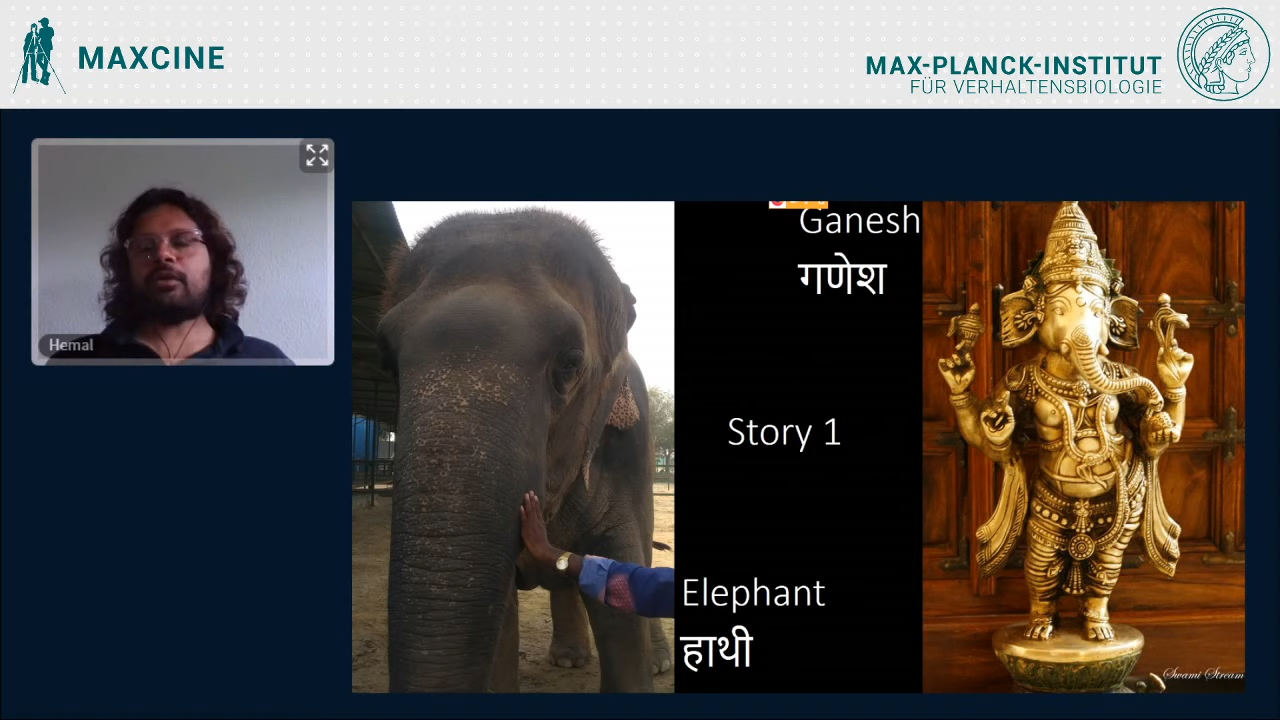 MAXCINE
MAX-PLANCK-INSTITUT
FÜR VERHALTENSBIOLOGIE
Hemal
Ganesh
गणेश
Story 1
Elephant
हाथी
Swami Stream